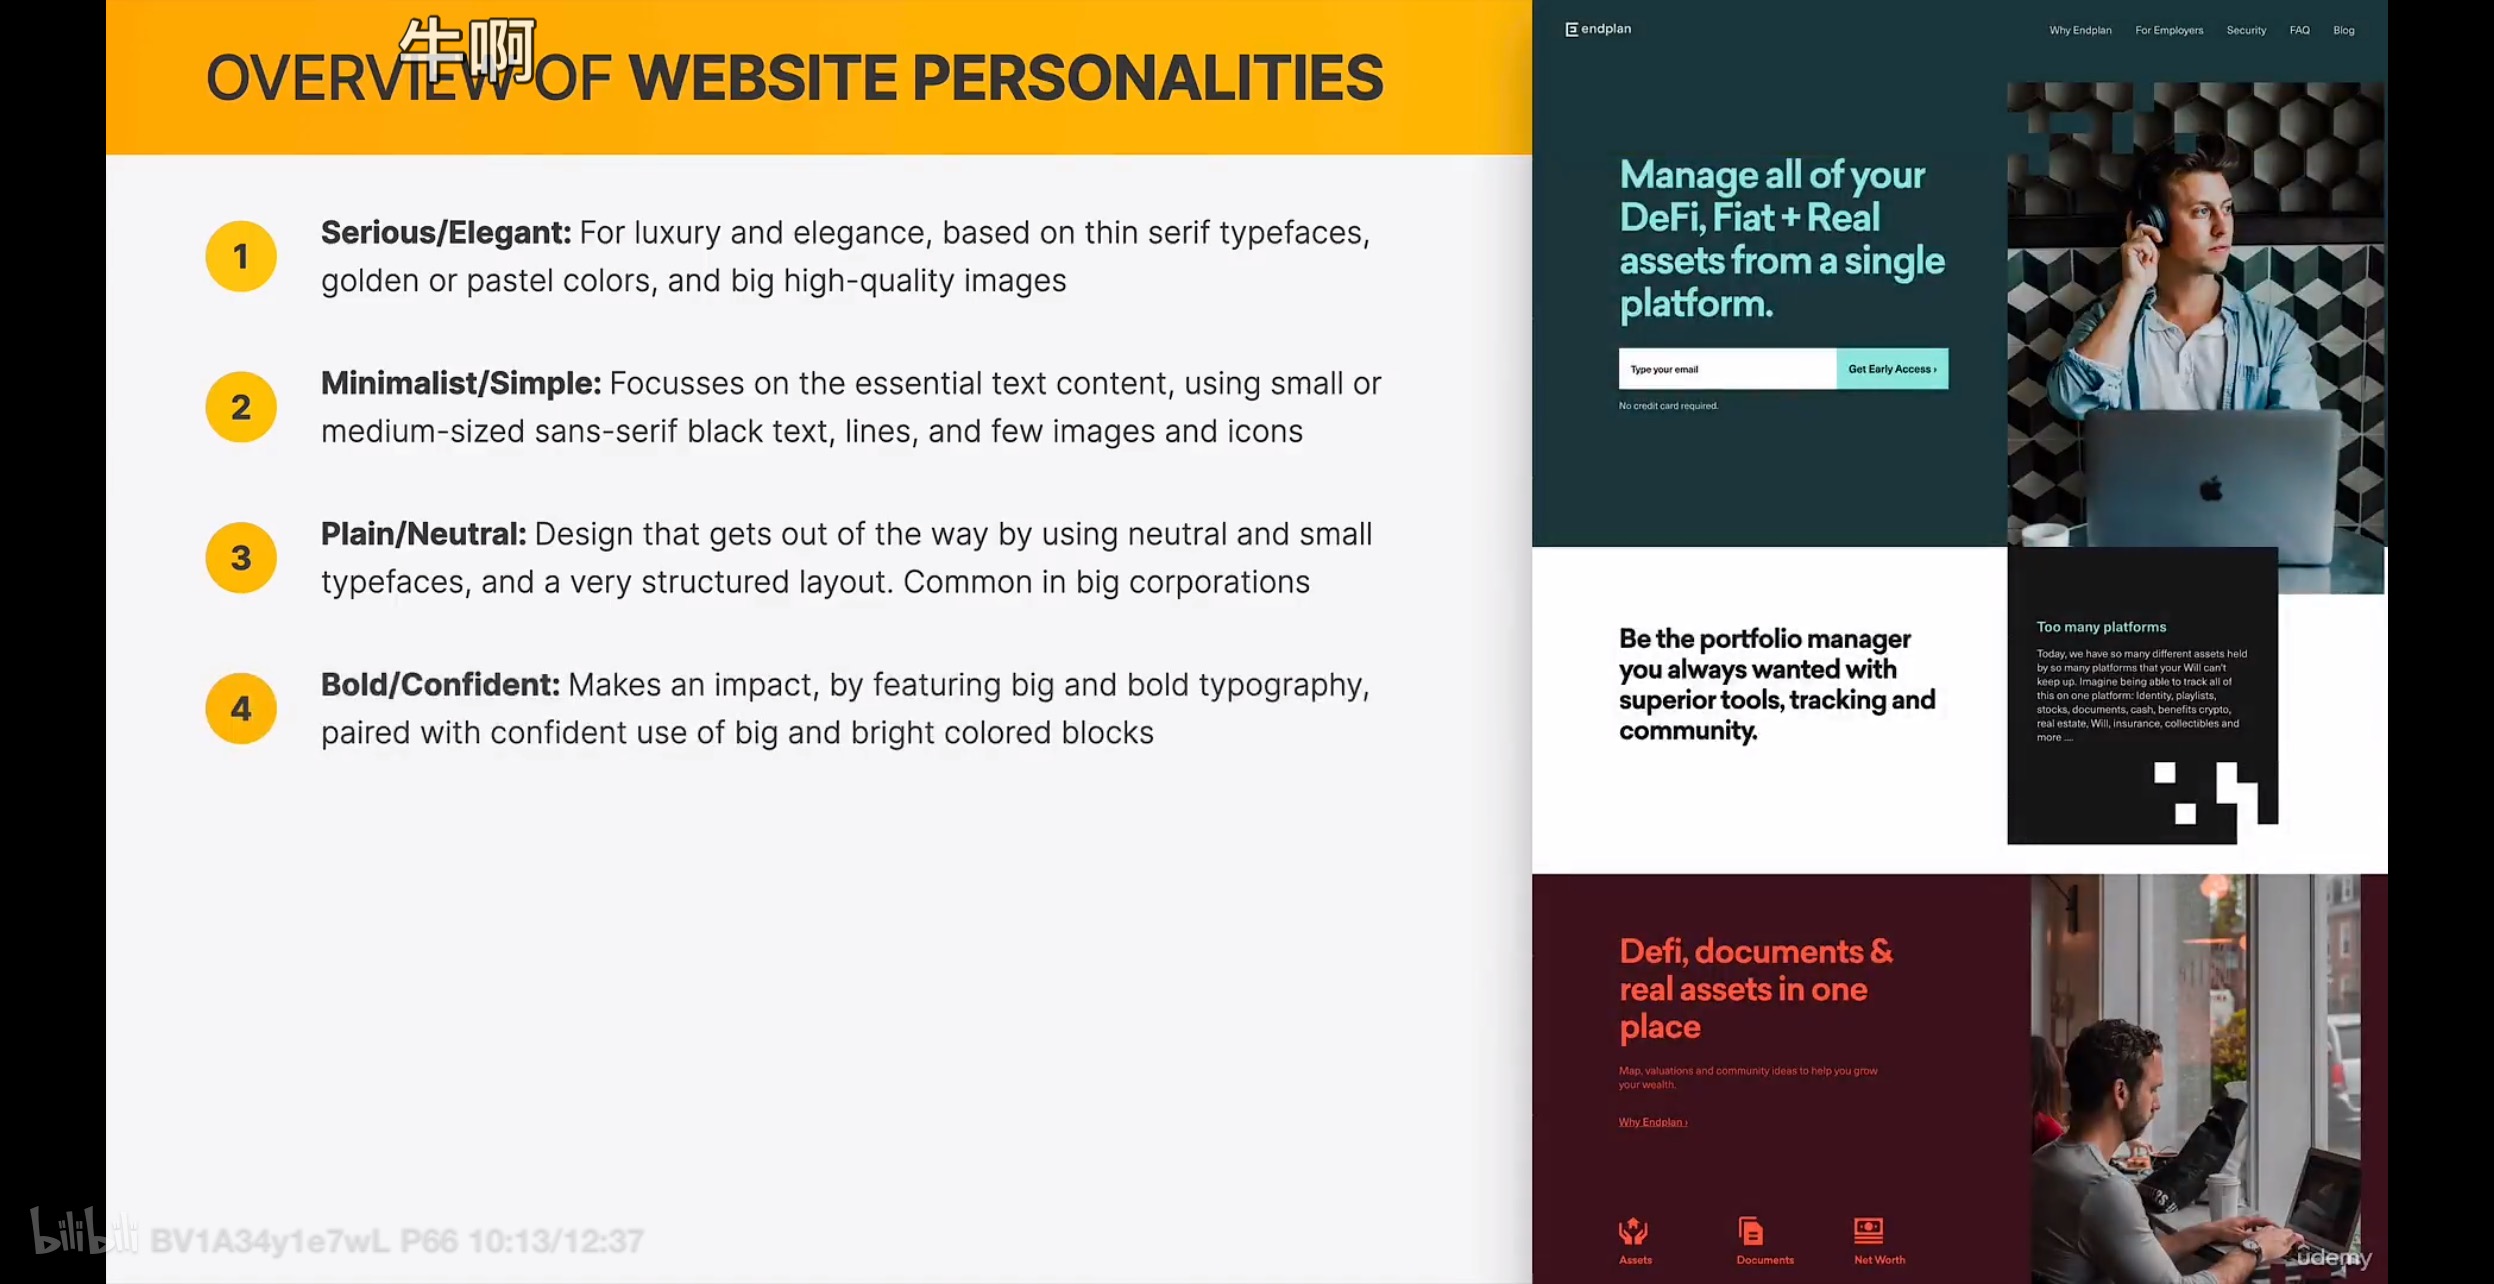 牛啊
OVERVIEW OF WEBSITE PERSONALITIES
1
Serious/Elegant: For luxury and elegance, based on thin serif typefaces,
golden or pastel colors, and big high-quality images
2
Minimalist/Simple: Focusses on the essential text content, using small or
medium-sized sans-serif black text, lines, and few images and icons
3
Plain/Neutral: Design that gets out of the way by using neutral and small
typefaces, and a very structured layout. Common in big corporations
4
Bold/Confident: Makes an impact, by featuring big and bold typography,
paired with confident use of big and bright colored blocks
endplan
Why Endplan For Employers Security FAQ Blog
Manage all of your
DeFi, Fiat + Real
assets from a single
platform.
Type your email Get Early Access ›
No credit card required.
Be the portfolio manager
you always wanted with
superior tools, tracking and
community.
Too many platforms
Today, we have so many different assets held
by so many platforms that your Will can't
keep up. Imagine being able to track all of
this on one platform: Identity, playlists,
stocks, documents, cash, benefits crypto,
real estate, Will, insurance, collectibles and
more ....
Defi, documents &
real assets in one
place
Map, valuations and community ideas to help you grow
your wealth.
Why Endplan ›
Assets Documents Net Worth
bilibili BV1A34y1e7wL P66 10:13/12:37
udemy